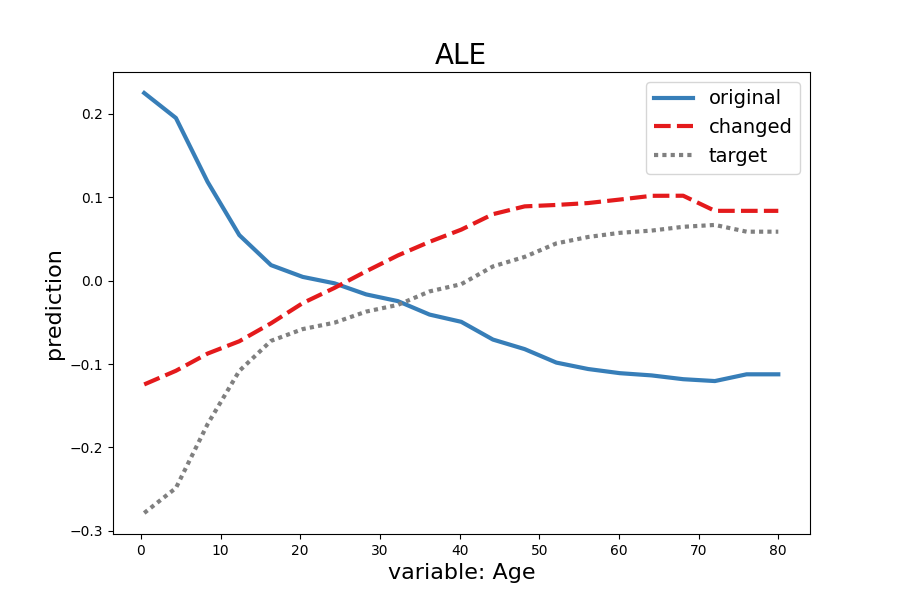 ALE
original
changed
target
0.2
0.1
0.0
−0.1
−0.2
−0.3
prediction
0 10 20 30 40 50 60 70 80
variable: Age